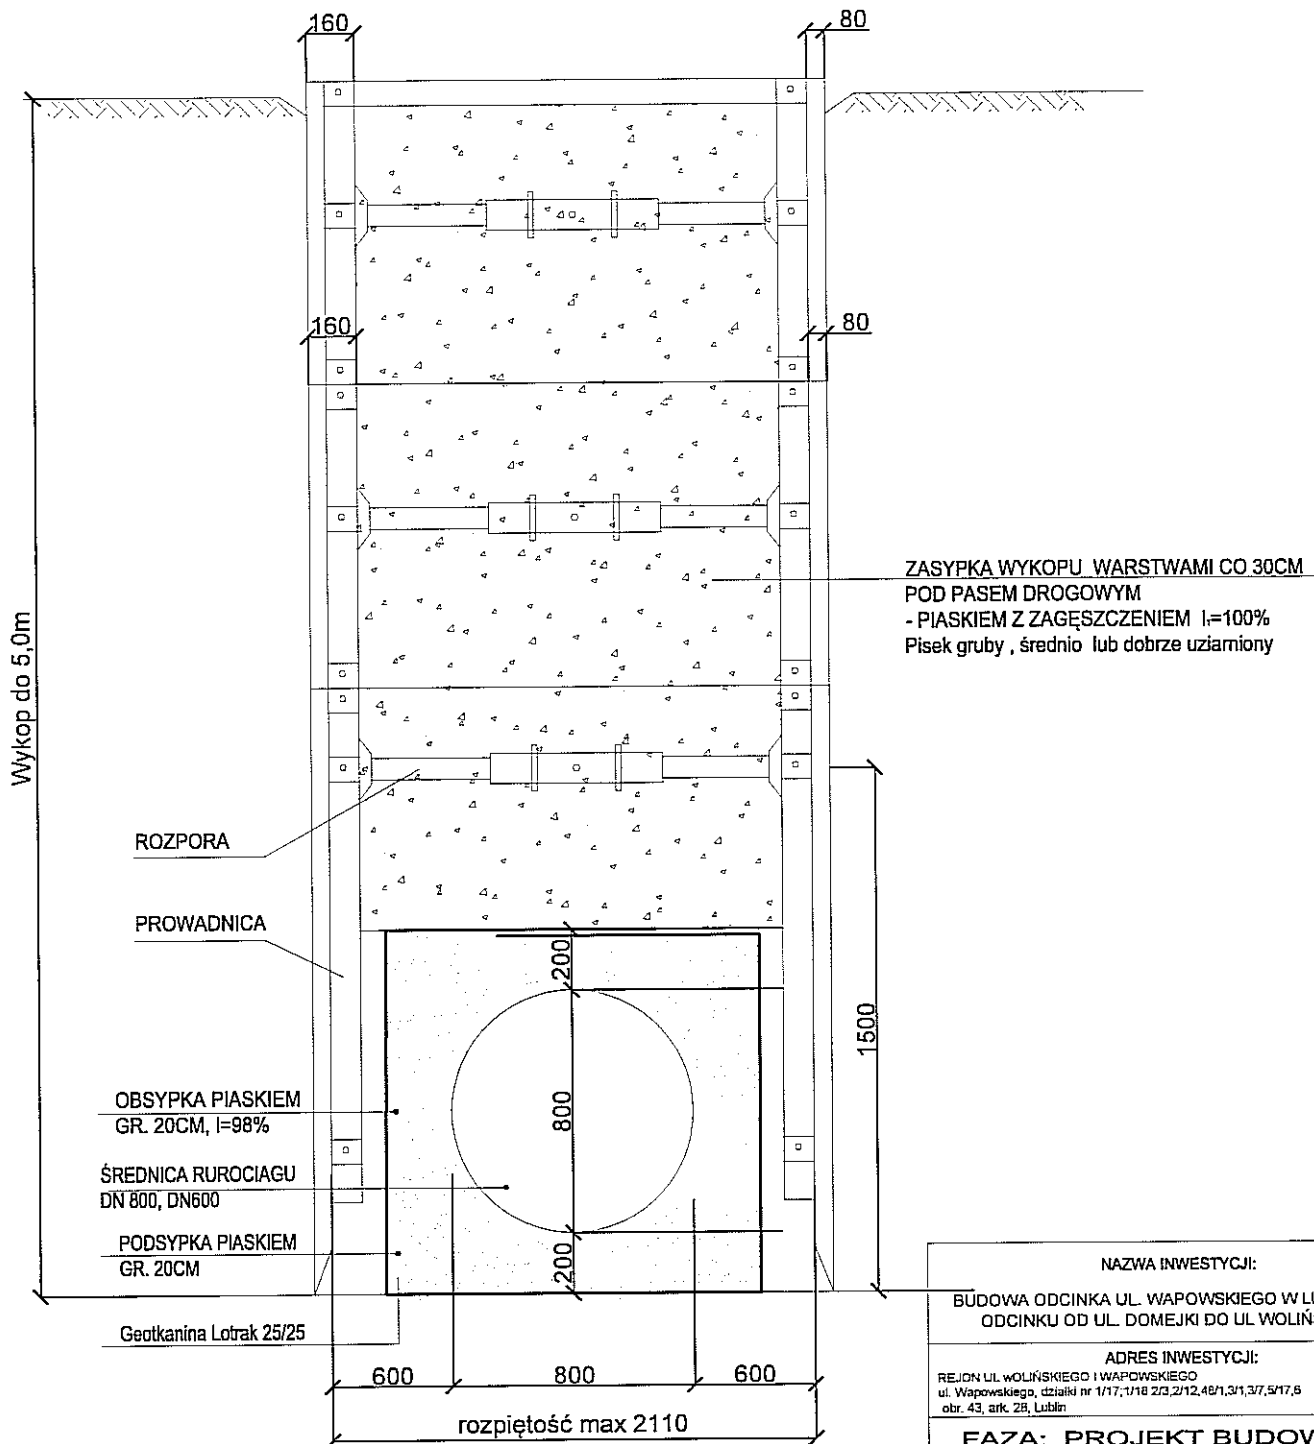 160
80
160
80
Wykop do 5,0m
ZASYPKA WYKOPU WARSTWAMI CO 30CM
POD PASEM DROGOWYM
- PIASKIEM Z ZAGĘSZCZENIEM I=100%
Pisek gruby , średnio lub dobrze uziarniony
ROZPORA
PROWADNICA
200
1500
OBSYPKA PIASKIEM
GR. 20CM, I=98%
800
ŚREDNICA RUROCIAGU
DN 800, DN600
PODSYPKA PIASKIEM
GR. 20CM
200
Geotkanina Lotrak 25/25
600
800
600
rozpiętość max 2110
NAZWA INWESTYCJI:
BUDOWA ODCINKA UL. WAPOWSKIEGO W
ODCINKU OD UL. DOMEJKI DO UL
ADRES INWESTYCJI:
REJON UL wOLIŃSKIEGO I WAPOWSKIEGO
ul. Wapowskiego, działki nr
obr. 43, ark. 28, Lublin
FAZA: PROJEKT